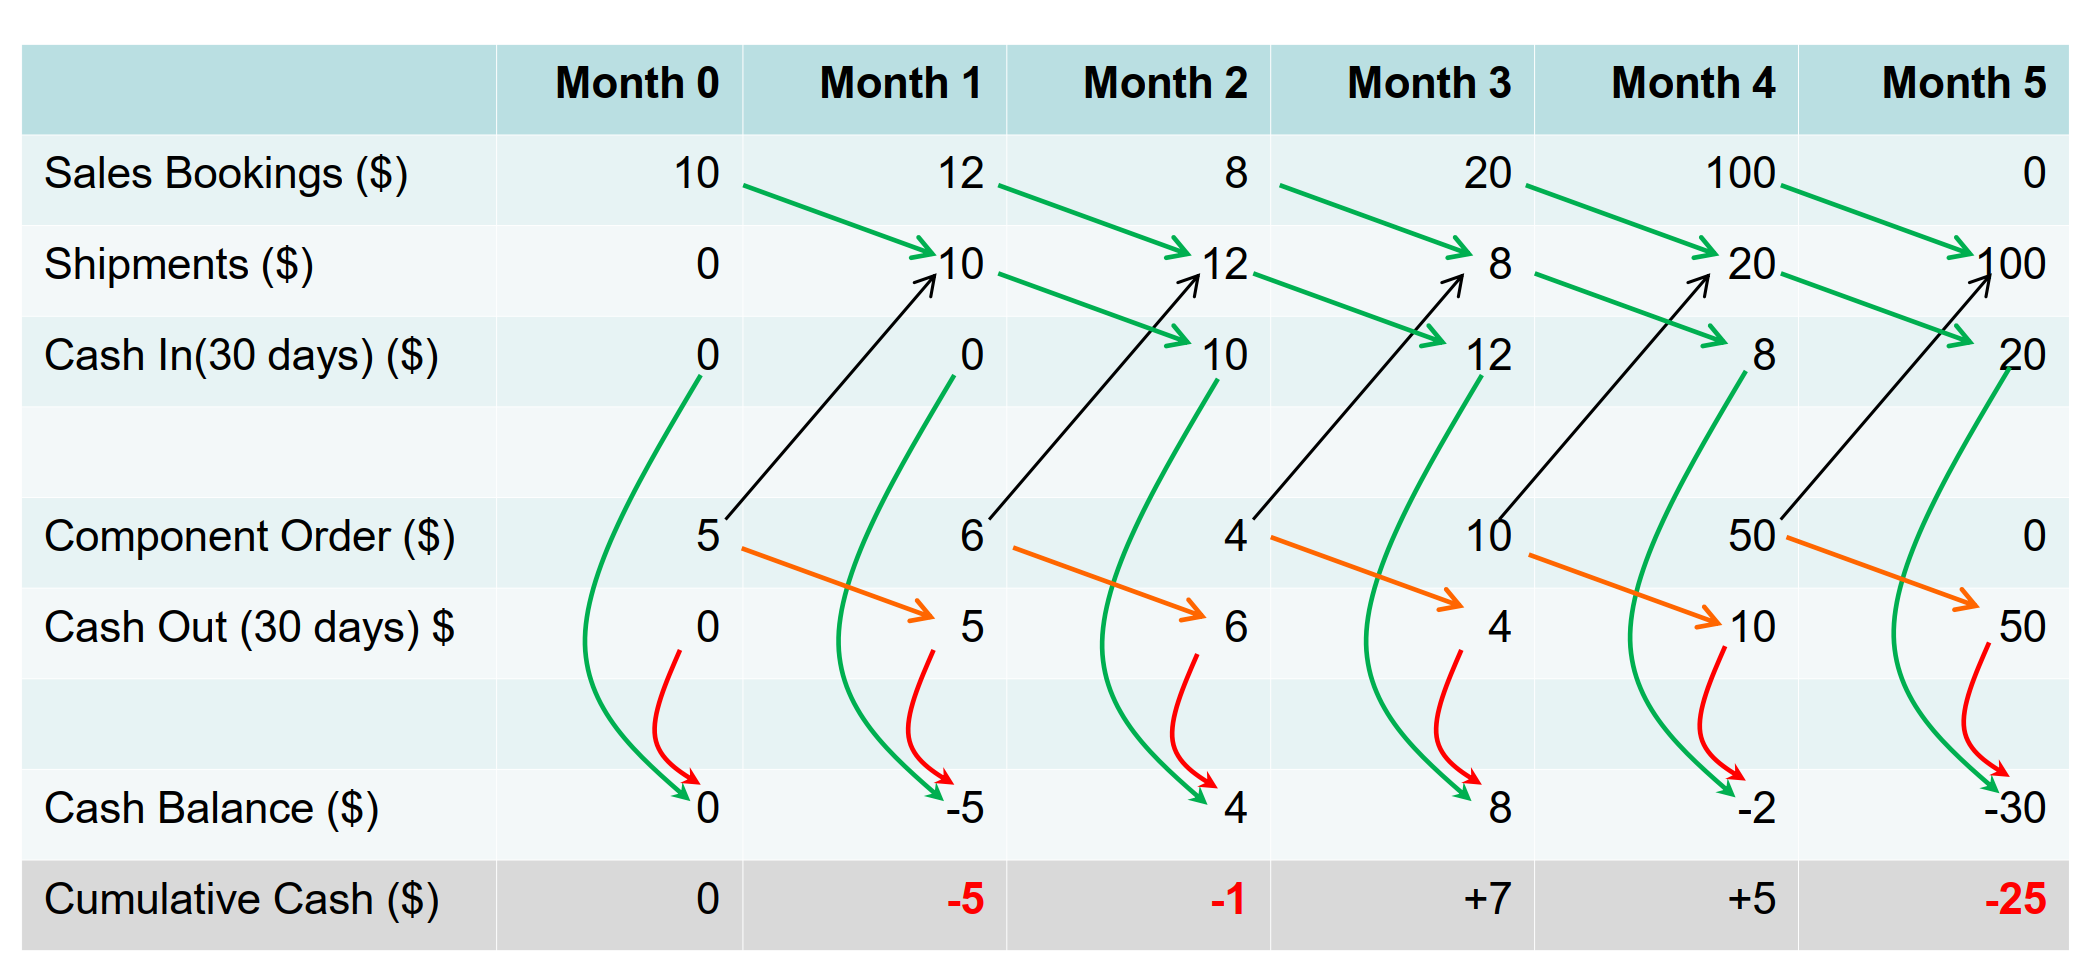 Month 0 Month 1 Month 2 Month 3 Month 4 Month 5
Sales Bookings ($) 10 12 8 20 100 0
Shipments ($) 0 10 12 8 20 100
Cash In(30 days) ($) 0 0 10 12 8 20
Component Order ($) 5 6 4 10 50 0
Cash Out (30 days) $ 0 5 6 4 10 50
Cash Balance ($) 0 -5 4 8 -2 -30
Cumulative Cash ($) 0 -5 -1 +7 +5 -25